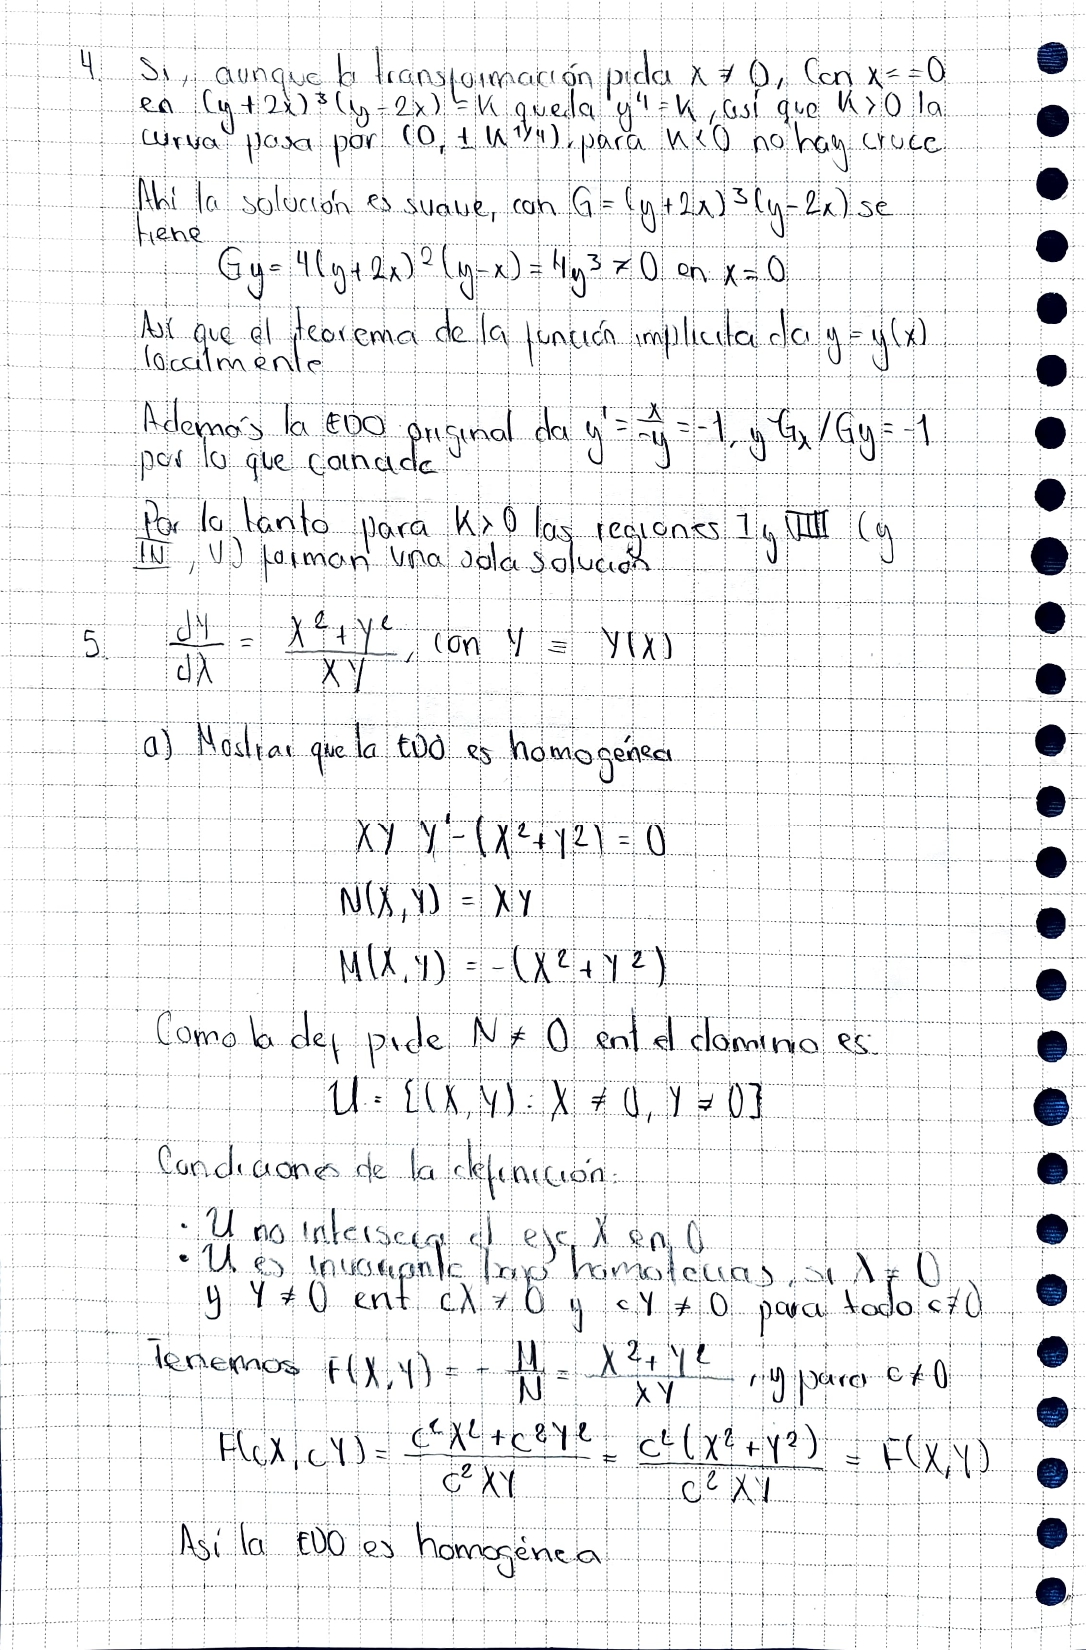 4. Si, aunque la transformación pida x ≠ 0, Con x = = 0
en (y + 2x)³(y - 2x) = K queda y⁴ = K, así que K > 0 la
curva pasa por (0, ± K^1/4), para K < 0 no hay cruce
Ahí la solución es suave, con G = (y + 2x)³(y - 2x) se
tiene
Gy = 4(y + 2x)²(y - x) = 4y³ ≠ 0 en x = 0
Así que el teorema de la función implícita da y = y(x)
localmente
Además la EDO original da y' = x/-y = -1, y -Gx/Gy = -1
por lo que coincide
Por lo tanto para K > 0 las regiones I y III (y
IV, V) forman una sola solución
5. dY/dX = X² + Y² / XY, con Y ≡ Y(X)
a) Mostrar que la EDO es homogénea
XY Y' - (X² + Y²) = 0
N(X, Y) = XY
M(X, Y) = -(X² + Y²)
Como la def pide N ≠ 0 ent el dominio es:
U = {(X, Y) : X ≠ 0, Y ≠ 0}
Condiciones de la definición:
• U no interseca el eje X en 0
• U es invariante bajo homotecias, si X ≠ 0
y Y ≠ 0 ent cX ≠ 0 y cY ≠ 0 para todo c ≠ 0
Tenemos F(X, Y) = - M/N = X² + Y² / XY, y para c ≠ 0
F(cX, cY) = c²X² + c²Y² / c² XY = c²(X² + Y²) / c² XY = F(X, Y)
Así la EDO es homogénea